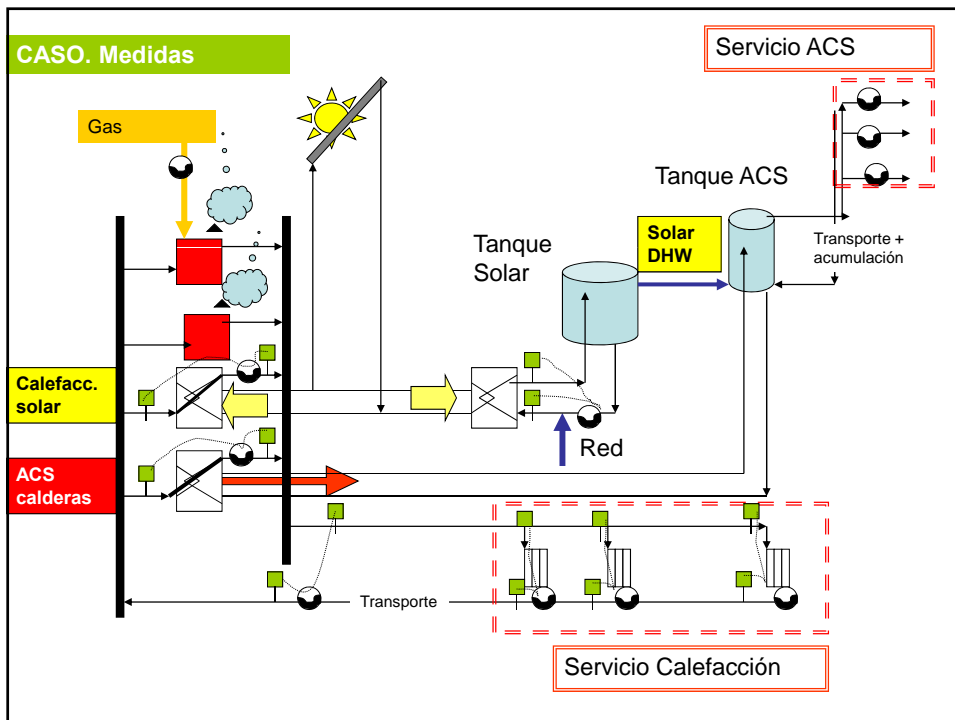 CASO. Medidas
Servicio ACS
Gas
Tanque ACS
Tanque
Solar
Solar
DHW
Transporte +
acumulación
Calefacc.
solar
Red
ACS
calderas
Transporte
Servicio Calefacción